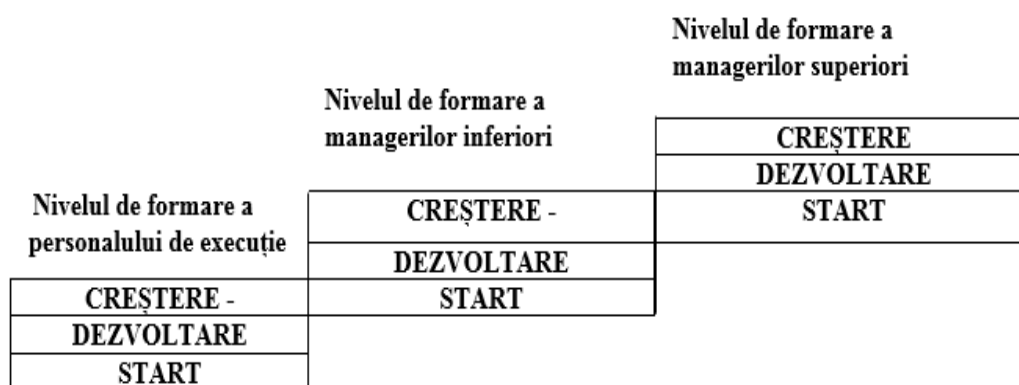 Nivelul de formare a
managerilor superiori
CREȘTERE
DEZVOLTARE
START
Nivelul de formare a
managerilor inferiori
CREȘTERE -
DEZVOLTARE
START
Nivelul de formare a
personalului de execuție
CREȘTERE -
DEZVOLTARE
START